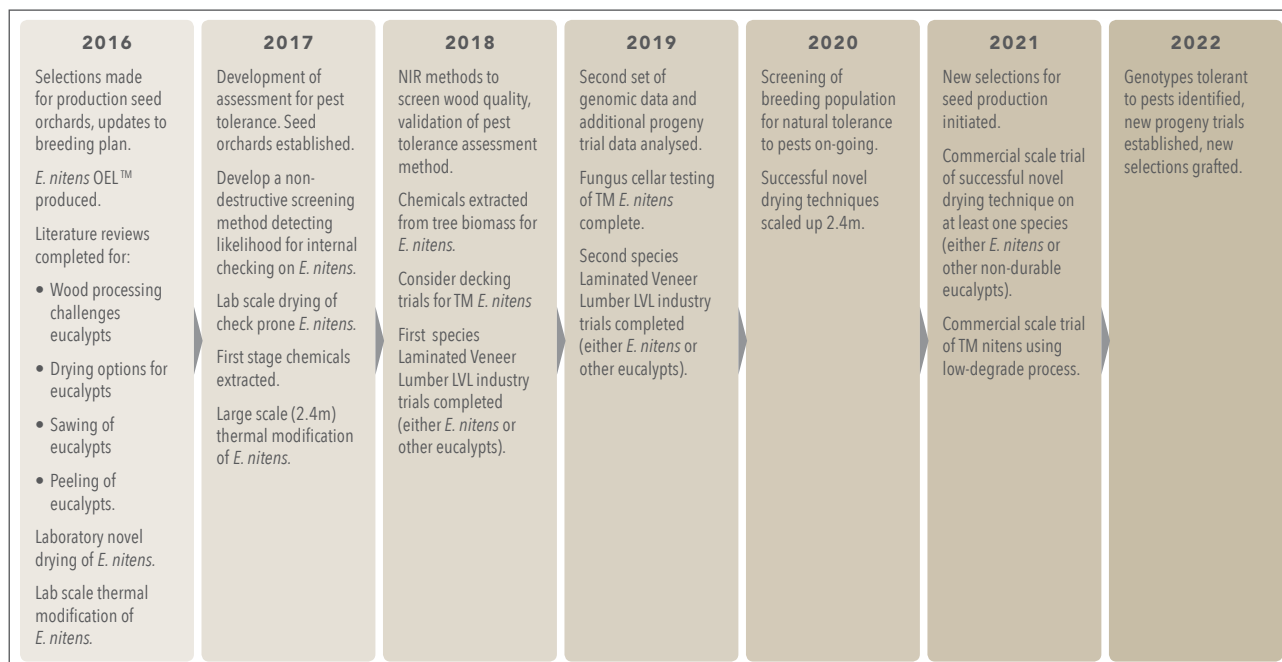 2016
Selections made
for production seed
orchards, updates to
breeding plan.
E. nitens OEL™
produced.
Literature reviews
completed for:
• Wood processing
challenges
eucalypts
• Drying options for
eucalypts
• Sawing of
eucalypts
• Peeling of
eucalypts.
Laboratory novel
drying of E. nitens.
Lab scale thermal
modification of
E. nitens.
2017
Development of
assessment for pest
tolerance. Seed
orchards established.
Develop a non-
destructive screening
method detecting
likelihood for internal
checking on E. nitens.
Lab scale drying of
check prone E. nitens.
First stage chemicals
extracted.
Large scale (2.4m)
thermal modification
of E. nitens.
2018
NIR methods to
screen wood quality,
validation of pest
tolerance assessment
method.
Chemicals extracted
from tree biomass for
E. nitens.
Consider decking
trials for TM E. nitens
First species
Laminated Veneer
Lumber LVL industry
trials completed
(either E. nitens or
other eucalypts).
2019
Second set of
genomic data and
additional progeny
trial data analysed.
Fungus cellar testing
of TM E. nitens
complete.
Second species
Laminated Veneer
Lumber LVL industry
trials completed
(either E. nitens or
other eucalypts).
2020
Screening of
breeding population
for natural tolerance
to pests on-going.
Successful novel
drying techniques
scaled up 2.4m.
2021
New selections for
seed production
initiated.
Commercial scale trial
of successful novel
drying technique on
at least one species
(either E. nitens or
other non-durable
eucalypts).
Commercial scale trial
of TM nitens using
low-degrade process.
2022
Genotypes tolerant
to pests identified,
new progeny trials
established, new
selections grafted.